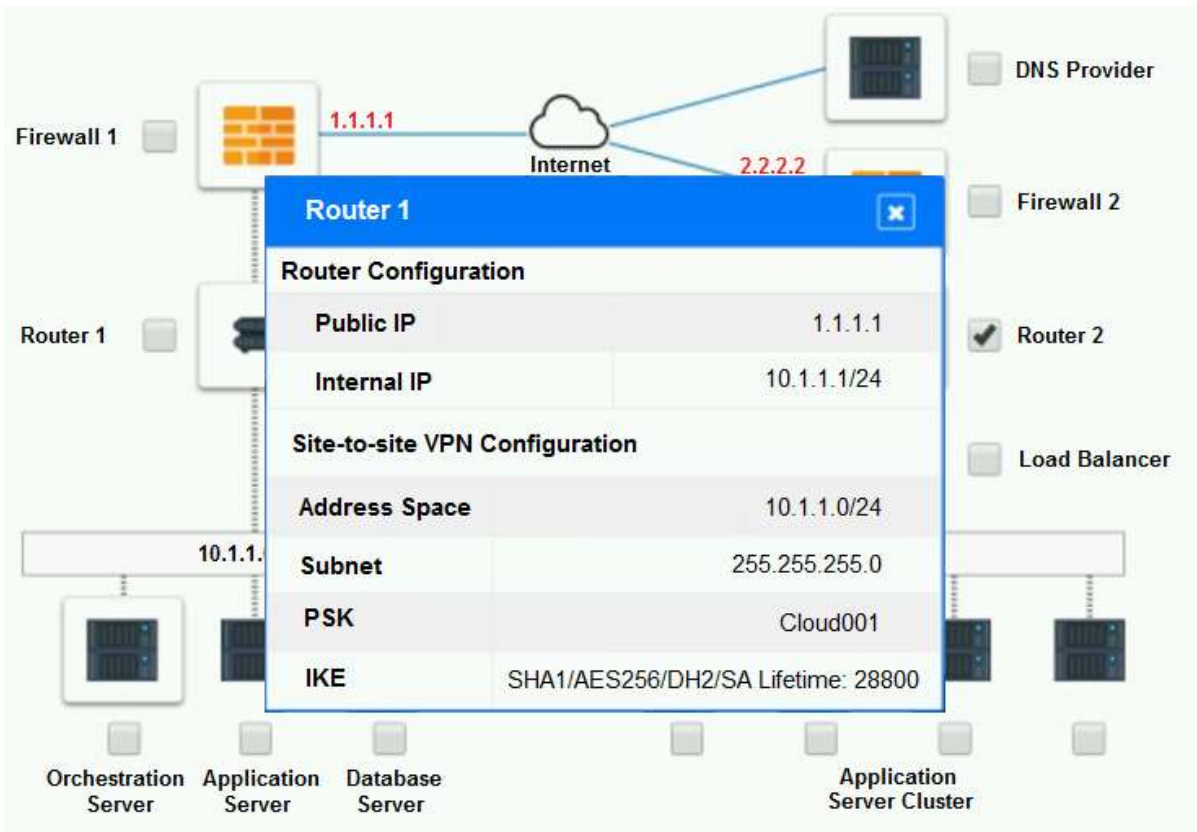 DNS Provider
Firewall 1
1.1.1.1
Internet
2.2.2.2
Firewall 2
Router 1
Router Configuration
Public IP 1.1.1.1
Router 1
Router 2
Internal IP 10.1.1.1/24
Site-to-site VPN Configuration
Load Balancer
Address Space 10.1.1.0/24
10.1.1.
Subnet 255.255.255.0
PSK Cloud001
IKE SHA1/AES256/DH2/SA Lifetime: 28800
Orchestration
Server
Application
Server
Database
Server
Application
Server Cluster